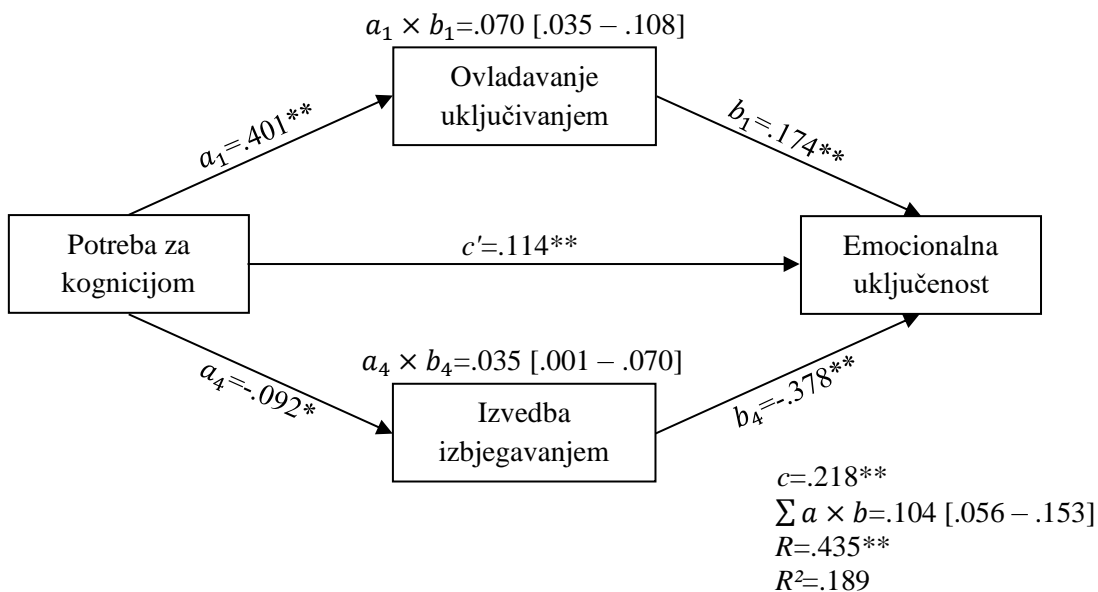 𝑎₁ × 𝑏₁=.070 [.035 – .108]
Ovladavanje
uključivanjem
𝑎₁=.401**
𝑏₁=.174**
Potreba za
kognicijom
c'=.114**
Emocionalna
uključenost
𝑎₄ × 𝑏₄=.035 [.001 – .070]
𝑎₄=-.092*
Izvedba
izbjegavanjem
𝑏₄=-.378**
c=.218**
∑ 𝑎 × 𝑏=.104 [.056 – .153]
R=.435**
R²=.189